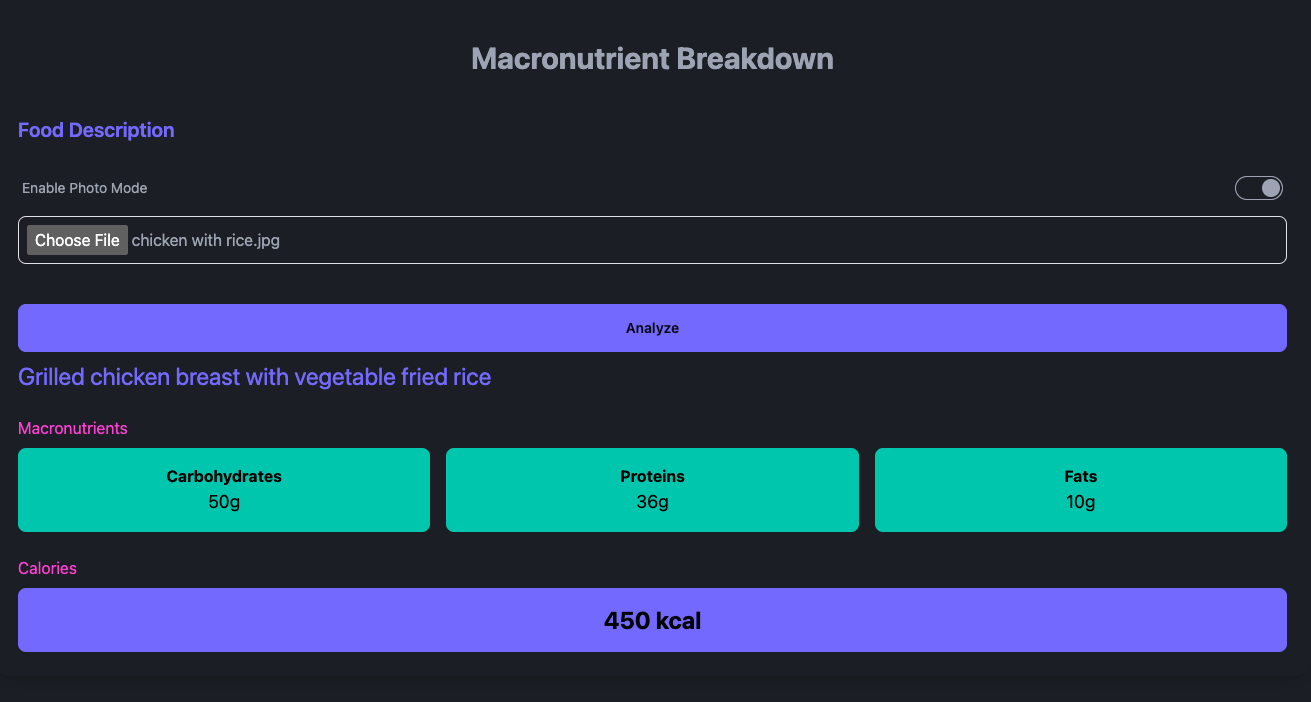 Macronutrient Breakdown
Food Description
Enable Photo Mode
Choose File chicken with rice.jpg
Analyze
Grilled chicken breast with vegetable fried rice
Macronutrients
Carbohydrates
50g
Proteins
36g
Fats
10g
Calories
450 kcal